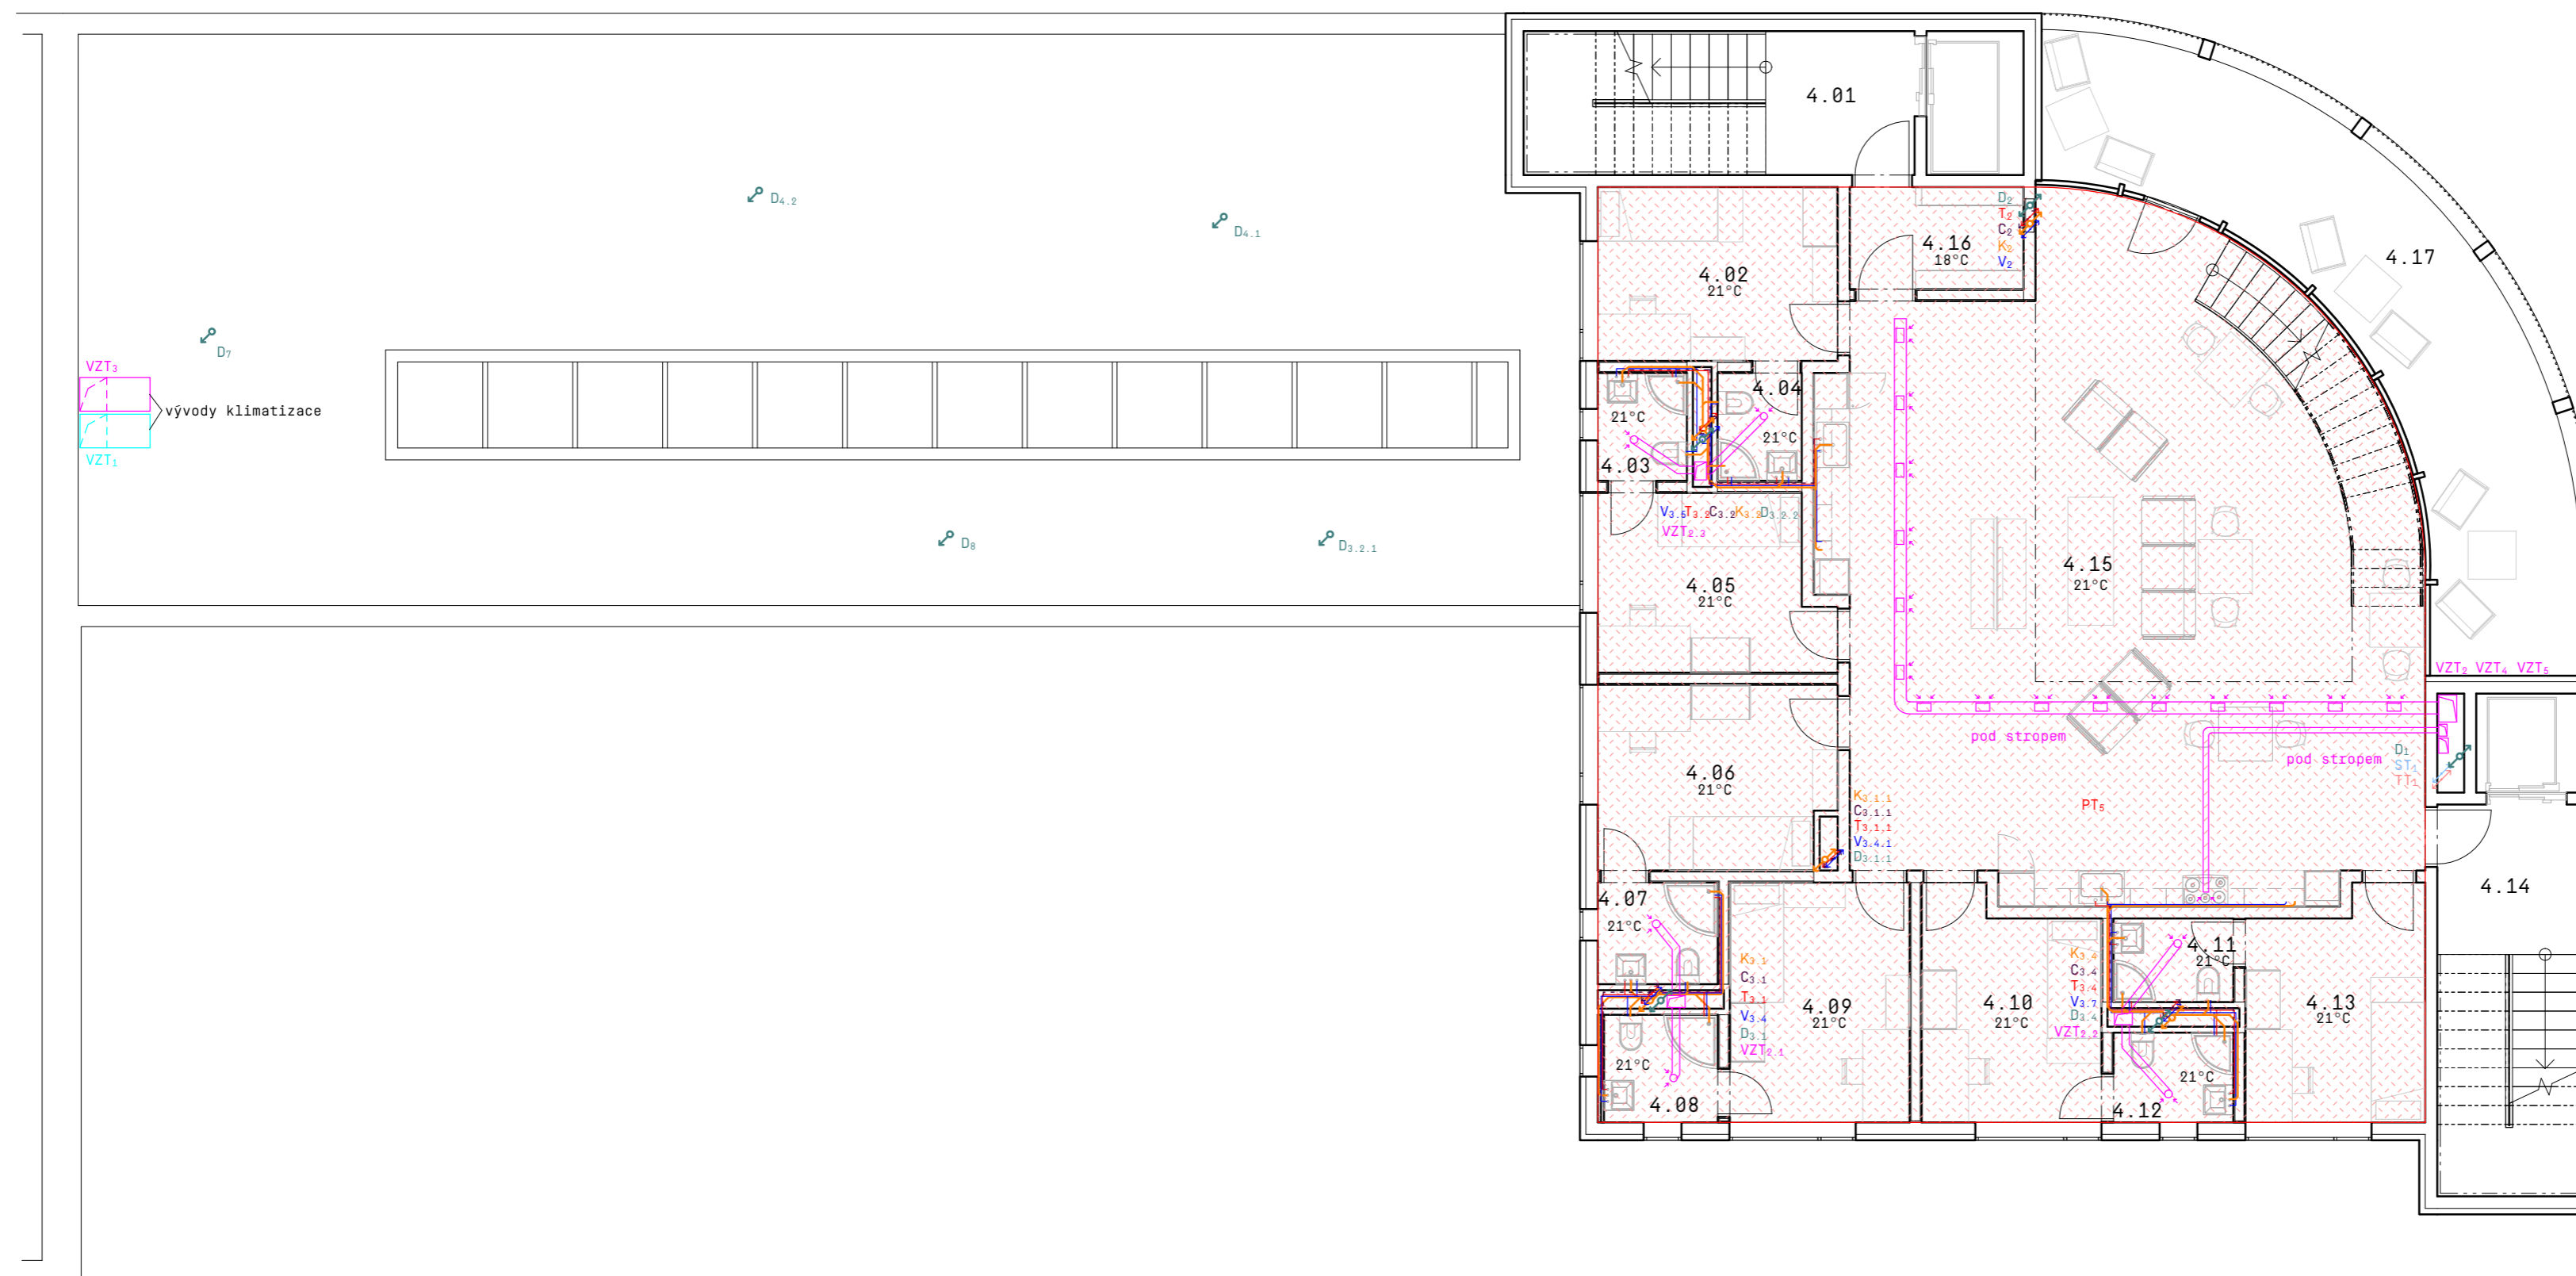 4.01
D4.2
D4.1
D2
T2
C2
K2
V2
4.16
18°C
4.17
4.02
21°C
D7
VZT3
vývody klimatizace
VZT1
4.04
21°C
21°C
4.03
V3.5 T3.2 C3.2 K3.2 D3.2.2
VZT2.3
D8
D3.2.1
4.15
21°C
4.05
21°C
VZT2 VZT4 VZT5
pod stropem
pod stropem
D1
ST1
TT1
4.06
21°C
PT5
K3.1.1
C3.1.1
T3.1.1
V3.4.1
D3.1.1
4.14
4.07
21°C
K3.1
C3.1
T3.1
V3.4
D3.1
VZT2.1
4.09
21°C
4.10
21°C
K3.4
C3.4
T3.4
V3.7
D3.4
VZT2.2
4.11
21°C
4.13
21°C
21°C
4.08
21°C
4.12